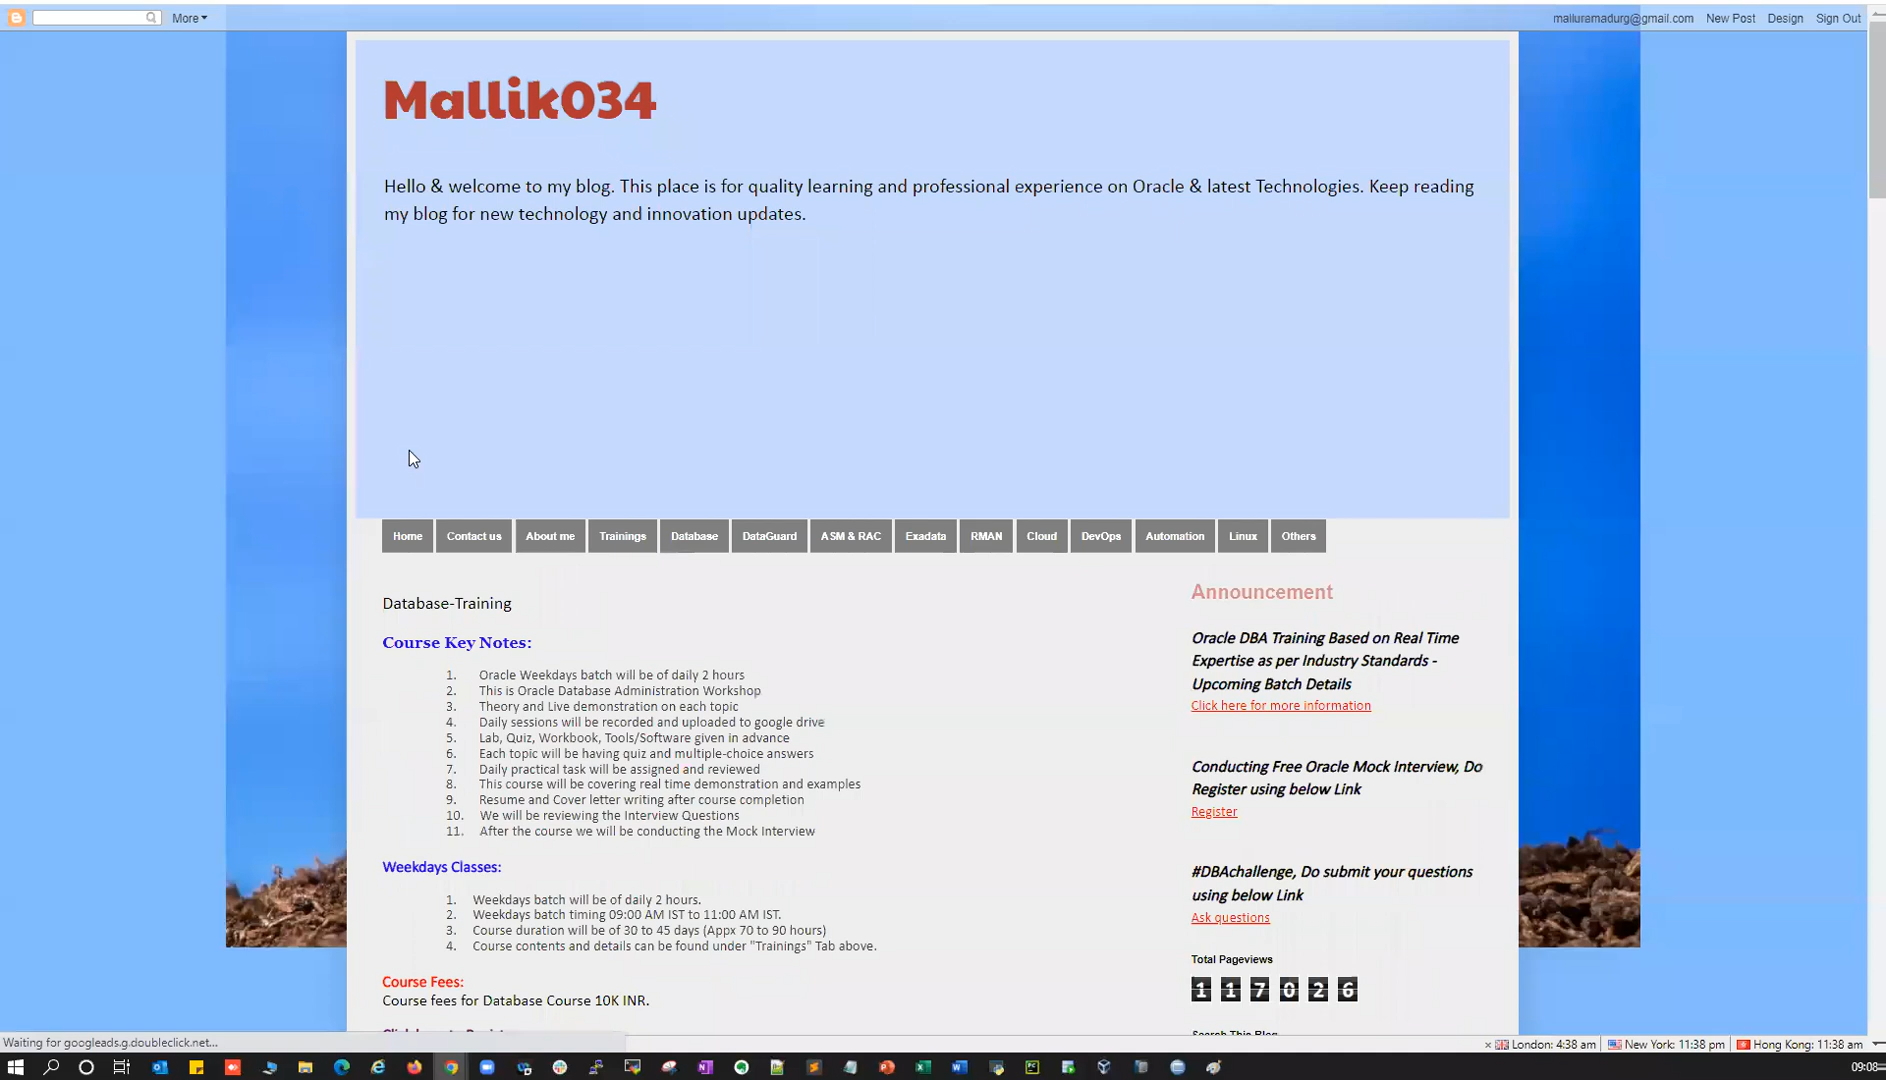 More
malluramadurg@gmail.com New Post Design Sign Out
Mallik034
Hello & welcome to my blog. This place is for quality learning and professional experience on Oracle & latest Technologies. Keep reading
my blog for new technology and innovation updates.
Home Contact us About me Trainings Database DataGuard ASM & RAC Exadata RMAN Cloud DevOps Automation Linux Others
Database-Training
Course Key Notes:
1. Oracle Weekdays batch will be of daily 2 hours
2. This is Oracle Database Administration Workshop
3. Theory and Live demonstration on each topic
4. Daily sessions will be recorded and uploaded to google drive
5. Lab, Quiz, Workbook, Tools/Software given in advance
6. Each topic will be having quiz and multiple-choice answers
7. Daily practical task will be assigned and reviewed
8. This course will be covering real time demonstration and examples
9. Resume and Cover letter writing after course completion
10. We will be reviewing the Interview Questions
11. After the course we will be conducting the Mock Interview
Weekdays Classes:
1. Weekdays batch will be of daily 2 hours.
2. Weekdays batch timing 09:00 AM IST to 11:00 AM IST.
3. Course duration will be of 30 to 45 days (Appx 70 to 90 hours)
4. Course contents and details can be found under "Trainings" Tab above.
Course Fees:
Course fees for Database Course 10K INR.
Announcement
Oracle DBA Training Based on Real Time
Expertise as per Industry Standards -
Upcoming Batch Details
Click here for more information
Conducting Free Oracle Mock Interview, Do
Register using below Link
Register
#DBAchallenge, Do submit your questions
using below Link
Ask questions
Total Pageviews
117026
Search This Blog
Waiting for googleads.g.doubleclick.net...
London: 4:38 am New York: 11:38 pm Hong Kong: 11:38 am
09:08